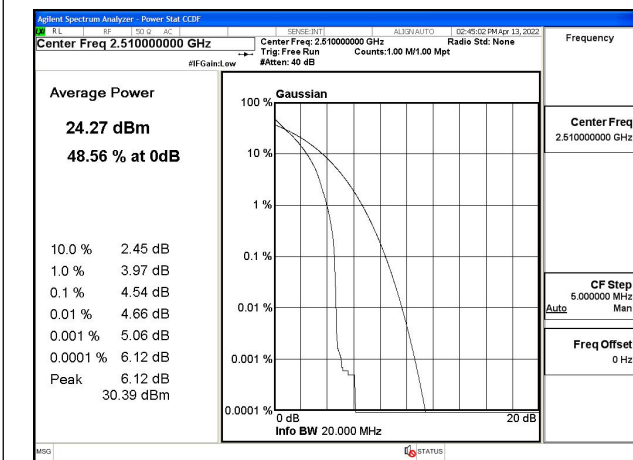 Agilent Spectrum Analyzer - Power Stat CCDF
LXI RL RF 50 Ω AC SENSE:INT ALIGN AUTO 02:45:02 PM Apr 13, 2022
Center Freq 2.510000000 GHz
Center Freq: 2.510000000 GHz Radio Std: None
Trig: Free Run Counts:1.00 M/1.00 Mpt
#IFGain:Low #Atten: 40 dB
Frequency
Average Power
24.27 dBm
48.56 % at 0dB
10.0 % 2.45 dB
1.0 % 3.97 dB
0.1 % 4.54 dB
0.01 % 4.66 dB
0.001 % 5.06 dB
0.0001 % 6.12 dB
Peak 6.12 dB
30.39 dBm
Gaussian
100 %
10 %
1 %
0.1 %
0.01 %
0.001 %
0.0001 %
0 dB 20 dB
Info BW 20.000 MHz
Center Freq
2.510000000 GHz
CF Step
5.000000 MHz
Auto Man
Freq Offset
0 Hz
MSG STATUS